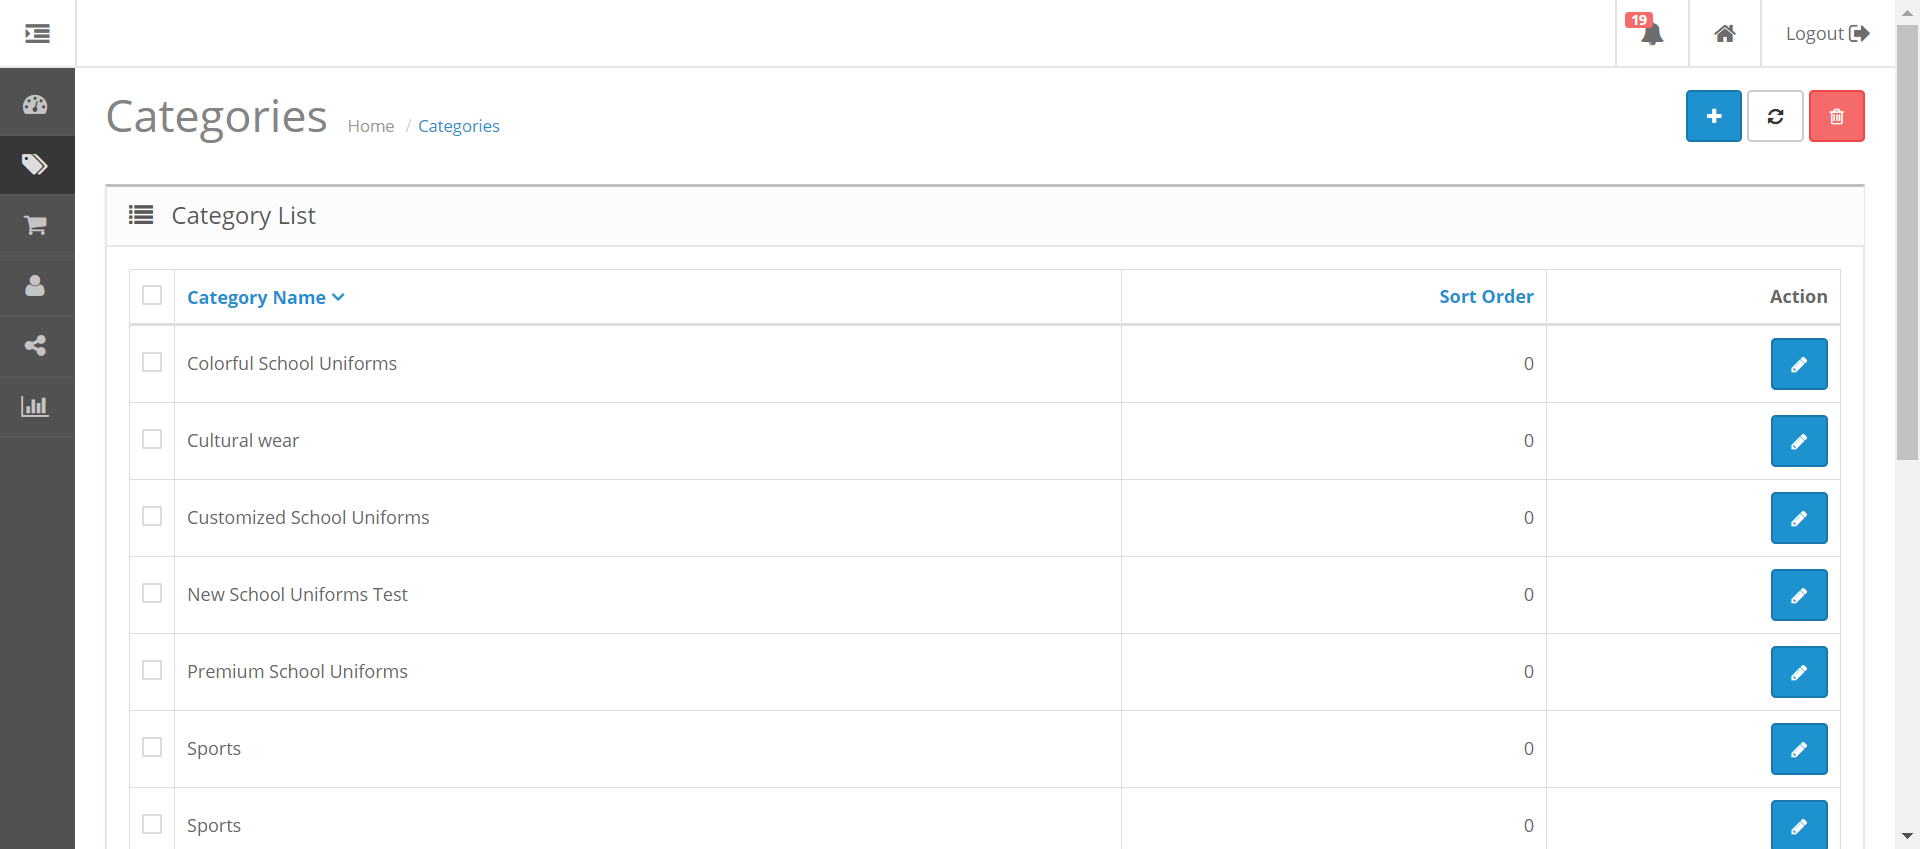 19
Logout
Categories Home / Categories
Category List
Category Name Sort Order Action
Colorful School Uniforms 0
Cultural wear 0
Customized School Uniforms 0
New School Uniforms Test 0
Premium School Uniforms 0
Sports 0
Sports 0